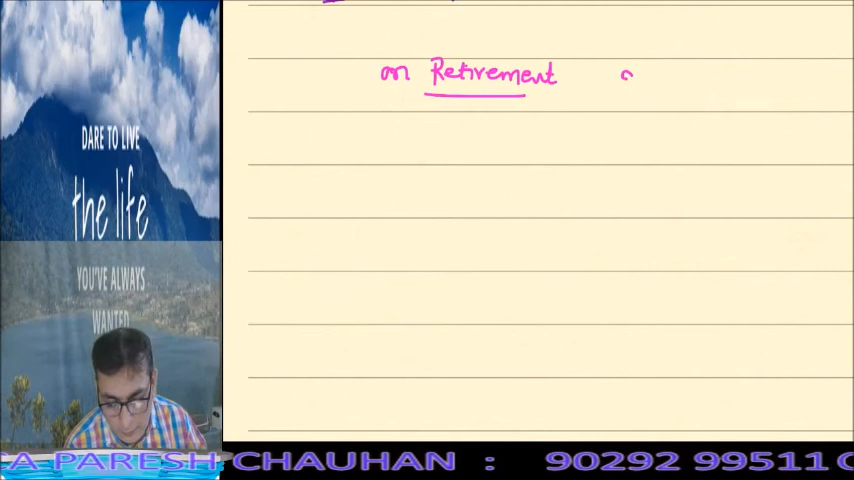 DARE TO LIVE
the life
YOU'VE ALWAYS
WANTED
on Retirement
CA PARESH CHAUHAN : 90292 99511 C